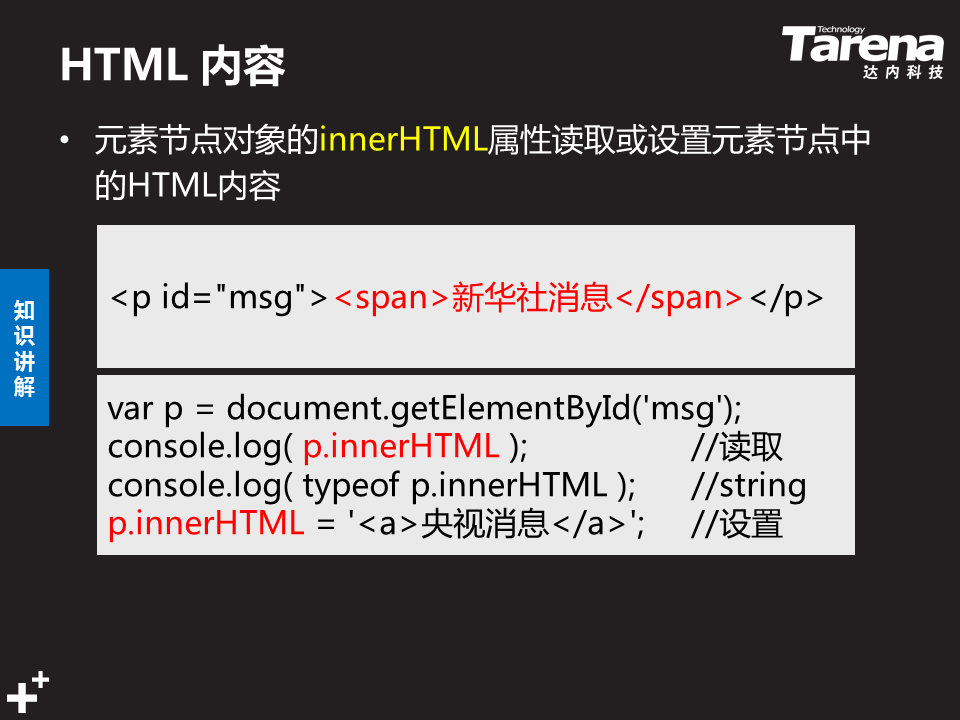 HTML 内容
Technology
Tarena
达内科技
• 元素节点对象的innerHTML属性读取或设置元素节点中
的HTML内容
<p id="msg"><span>新华社消息</span></p>
知识讲解
var p = document.getElementById('msg');
console.log( p.innerHTML ); //读取
console.log( typeof p.innerHTML ); //string
p.innerHTML = '<a>央视消息</a>'; //设置